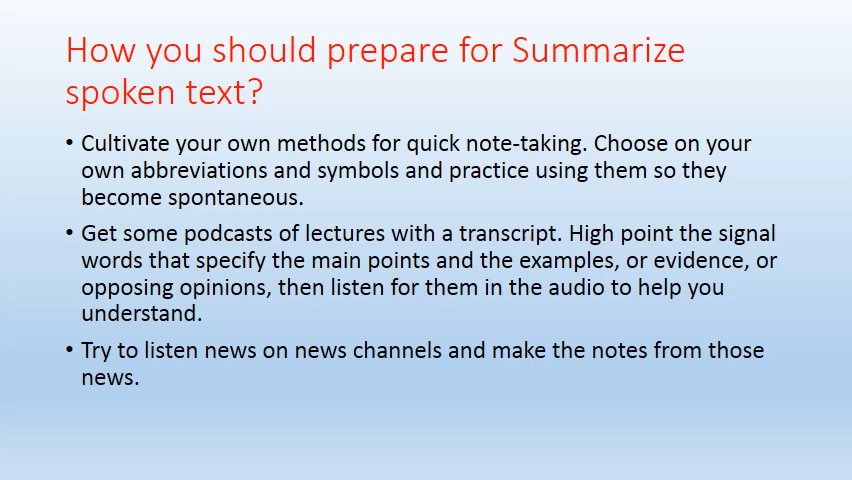 How you should prepare for Summarize
spoken text?
• Cultivate your own methods for quick note-taking. Choose on your
own abbreviations and symbols and practice using them so they
become spontaneous.
• Get some podcasts of lectures with a transcript. High point the signal
words that specify the main points and the examples, or evidence, or
opposing opinions, then listen for them in the audio to help you
understand.
• Try to listen news on news channels and make the notes from those
news.